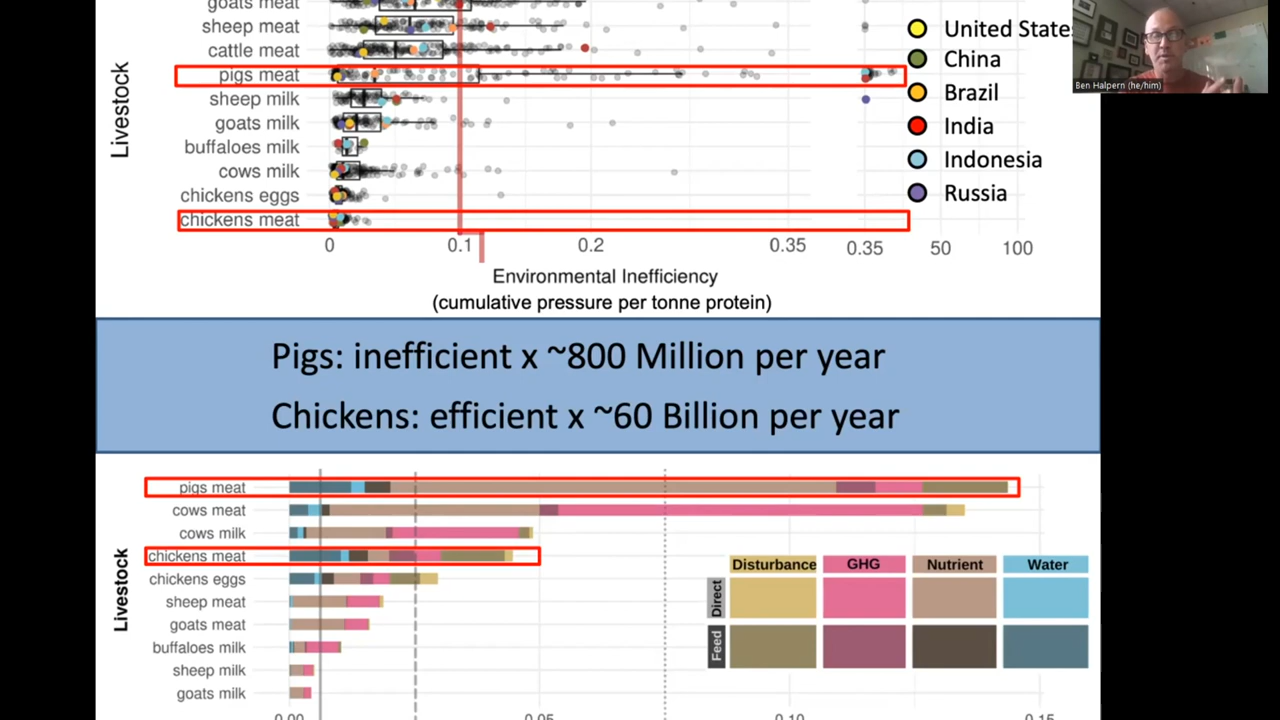 goats meat
sheep meat
cattle meat
pigs meat
sheep milk
goats milk
buffaloes milk
cows milk
chickens eggs
chickens meat
Livestock
0 0.1 0.2 0.35 0.35 50 100
Environmental Inefficiency
(cumulative pressure per tonne protein)
United States
China
Brazil
India
Indonesia
Russia
Ben Halpern (he/him)
Pigs: inefficient x ~800 Million per year
Chickens: efficient x ~60 Billion per year
pigs meat
cows meat
cows milk
chickens meat
chickens eggs
sheep meat
goats meat
buffaloes milk
sheep milk
goats milk
Livestock
Disturbance GHG Nutrient Water
Direct
Feed
0.00 0.05 0.10 0.15